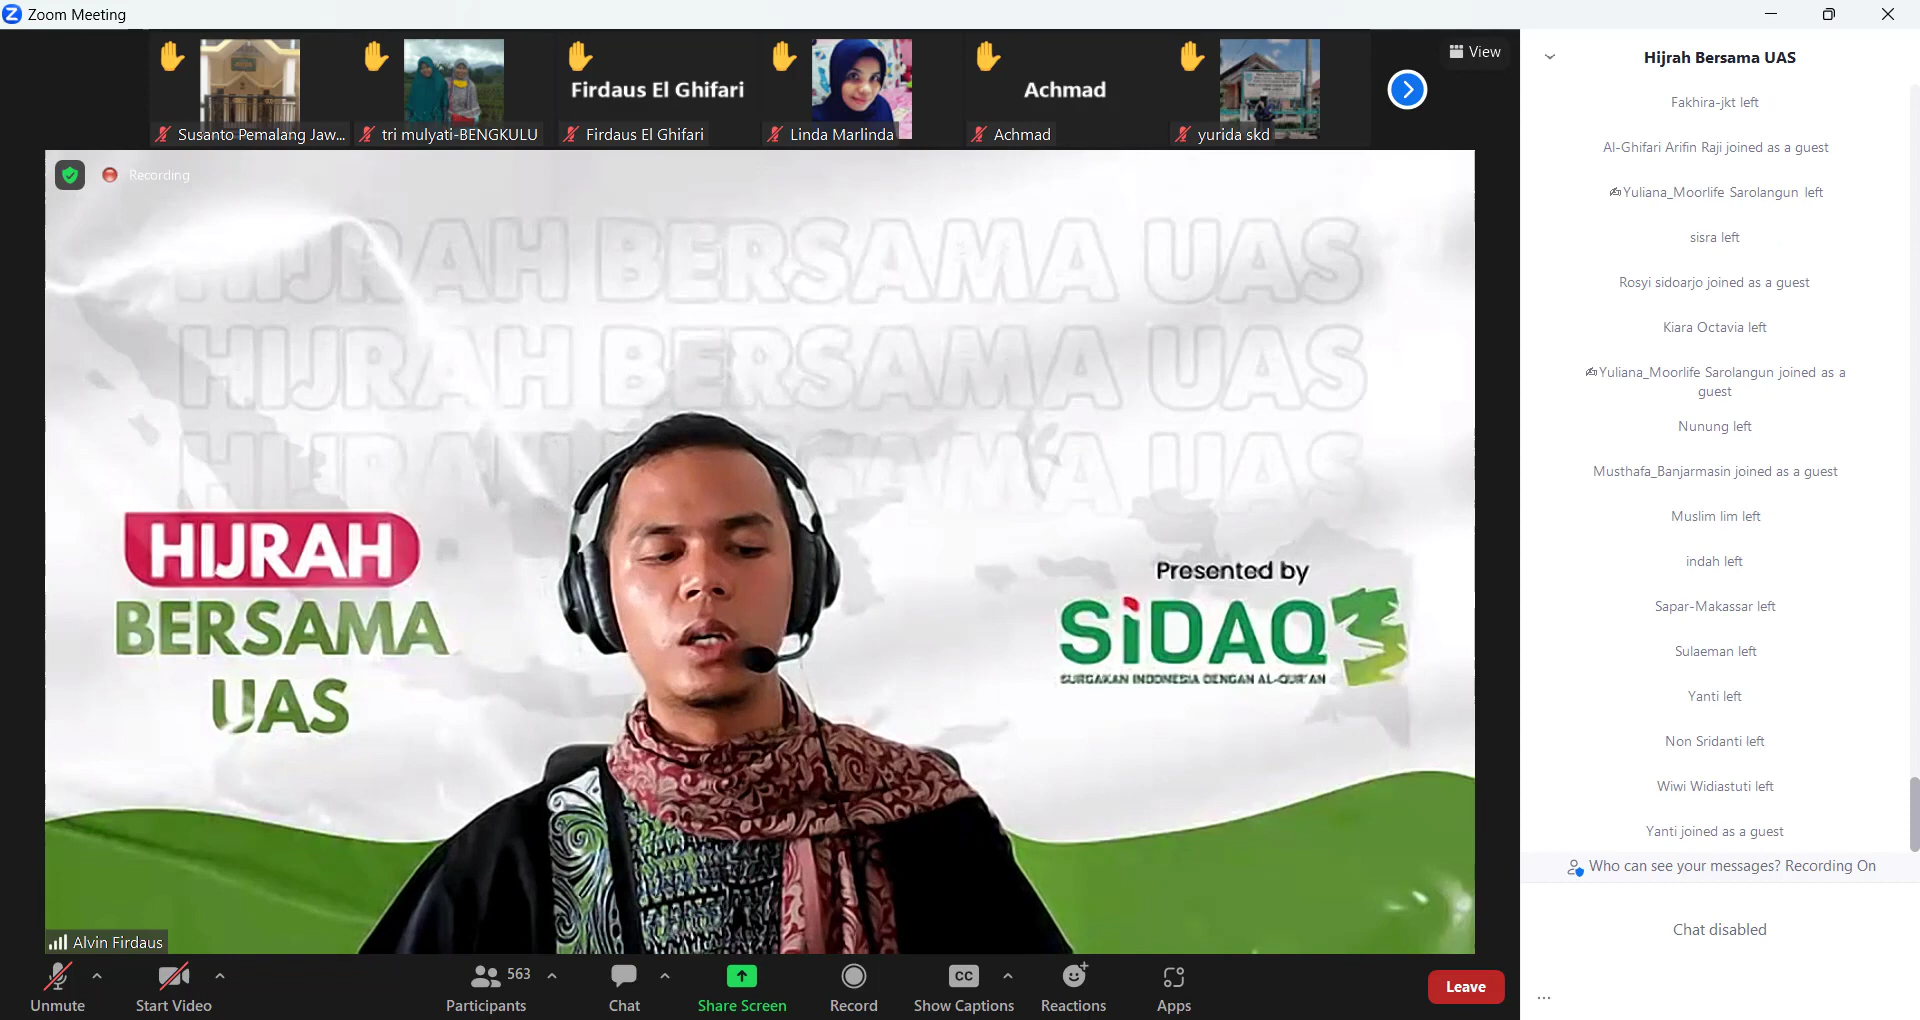 Zoom Meeting
View
Firdaus El Ghifari
Achmad
Susanto Pemalang Jaw...
tri mulyati-BENGKULU
Firdaus El Ghifari
Linda Marlinda
Achmad
yurida skd
Recording
HIJRAH BERSAMA UAS
HIJRAH BERSAMA UAS
HIJRAH BERSAMA UAS
HIJRAH
BERSAMA
UAS
Presented by
SiDAQ
SURGAKAN INDONESIA DENGAN AL-QUR'AN
Alvin Firdaus
Unmute
Start Video
563
Participants
Chat
Share Screen
Record
CC
Show Captions
Reactions
Apps
Leave
Hijrah Bersama UAS
Fakhira-jkt left
Al-Ghifari Arifin Raji joined as a guest
✍Yuliana_Moorlife Sarolangun left
sisra left
Rosyi sidoarjo joined as a guest
Kiara Octavia left
✍Yuliana_Moorlife Sarolangun joined as a
guest
Nunung left
Musthafa_Banjarmasin joined as a guest
Muslim lim left
indah left
Sapar-Makassar left
Sulaeman left
Yanti left
Non Sridanti left
Wiwi Widiastuti left
Yanti joined as a guest
Who can see your messages? Recording On
Chat disabled
...